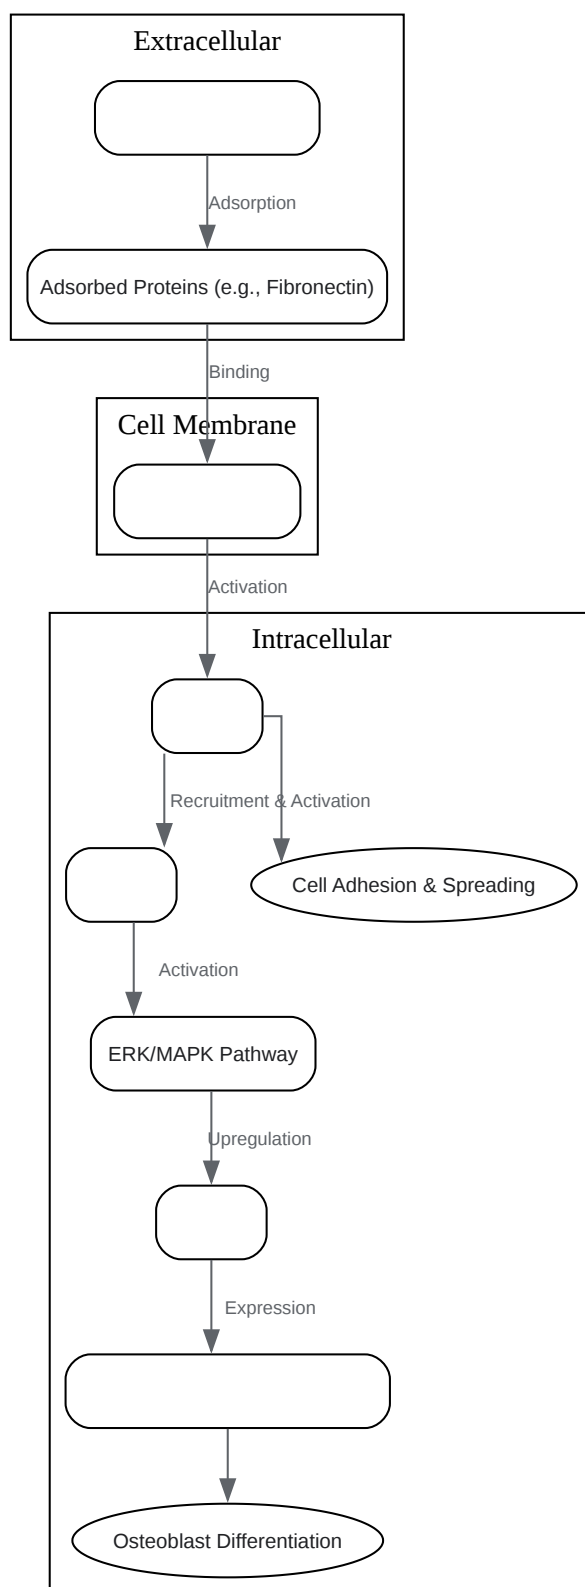 Extracellular
Adsorption
Adsorbed Proteins (e.g., Fibronectin)
Binding
Cell Membrane
Activation
Intracellular
Recruitment & Activation
Cell Adhesion & Spreading
Activation
ERK/MAPK Pathway
Upregulation
Expression
Osteoblast Differentiation